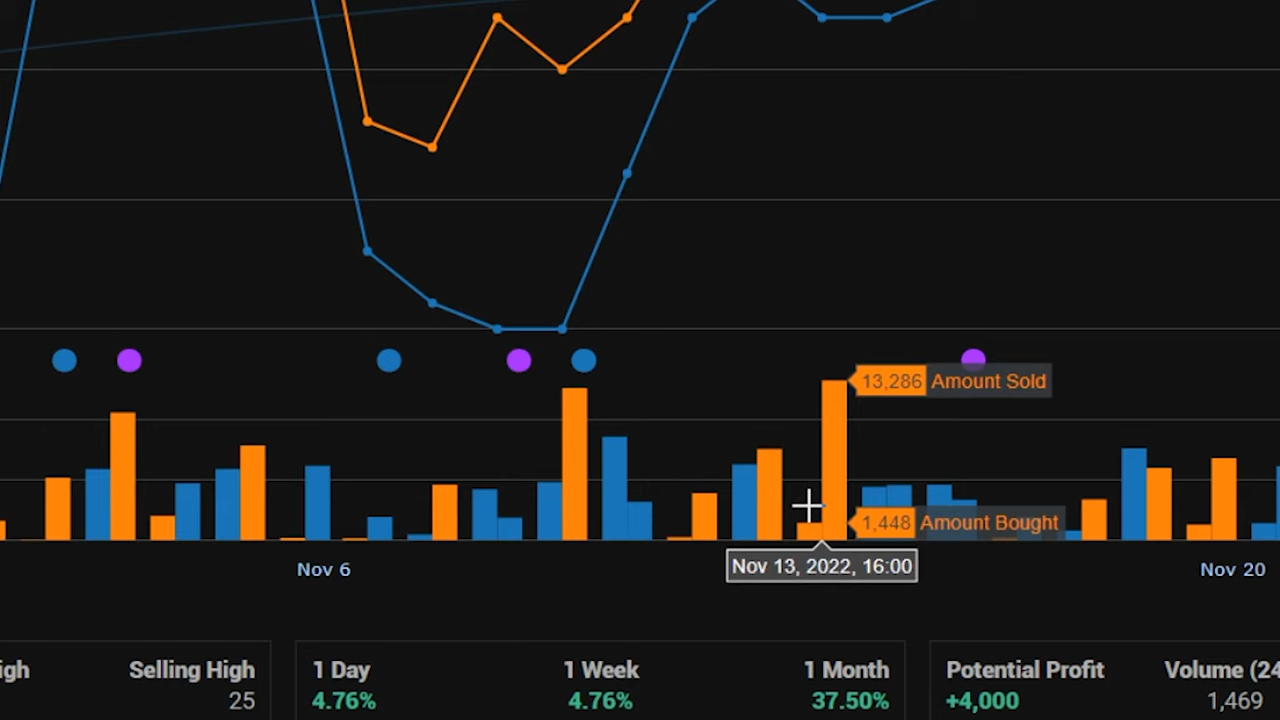 13,286 Amount Sold
1,448 Amount Bought
Nov 6
Nov 13, 2022, 16:00
Nov 20
Selling High
25
1 Day
4.76%
1 Week
4.76%
1 Month
37.50%
Potential Profit
+4,000
Volume
1,469